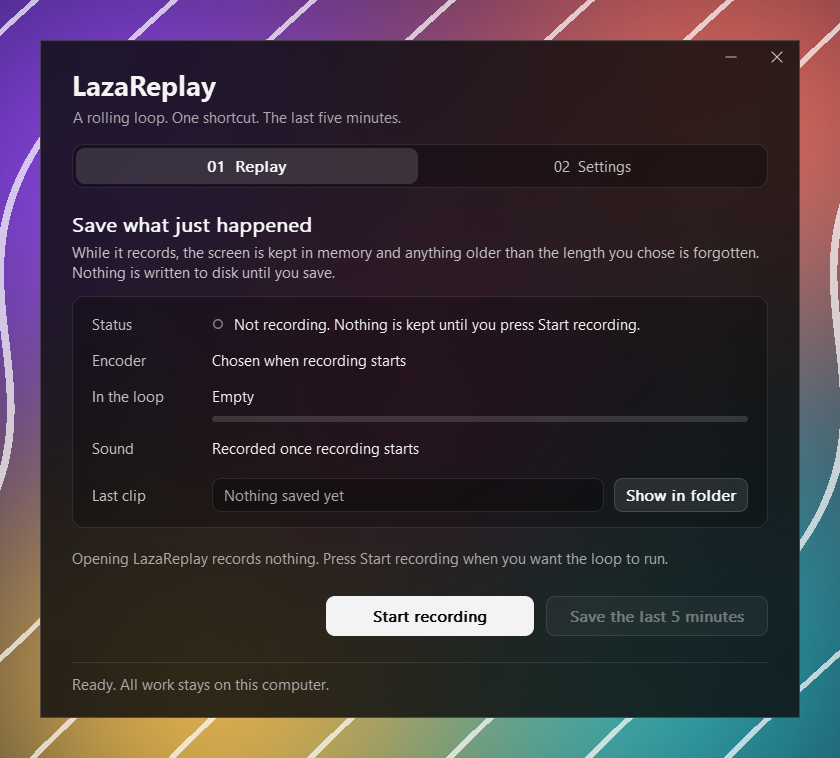 LazaReplay
A rolling loop. One shortcut. The last five minutes.
01 Replay
02 Settings
Save what just happened
While it records, the screen is kept in memory and anything older than the length you chose is forgotten.
Nothing is written to disk until you save.
Status
Not recording. Nothing is kept until you press Start recording.
Encoder
Chosen when recording starts
In the loop
Empty
Sound
Recorded once recording starts
Last clip
Nothing saved yet
Show in folder
Opening LazaReplay records nothing. Press Start recording when you want the loop to run.
Start recording
Save the last 5 minutes
Ready. All work stays on this computer.